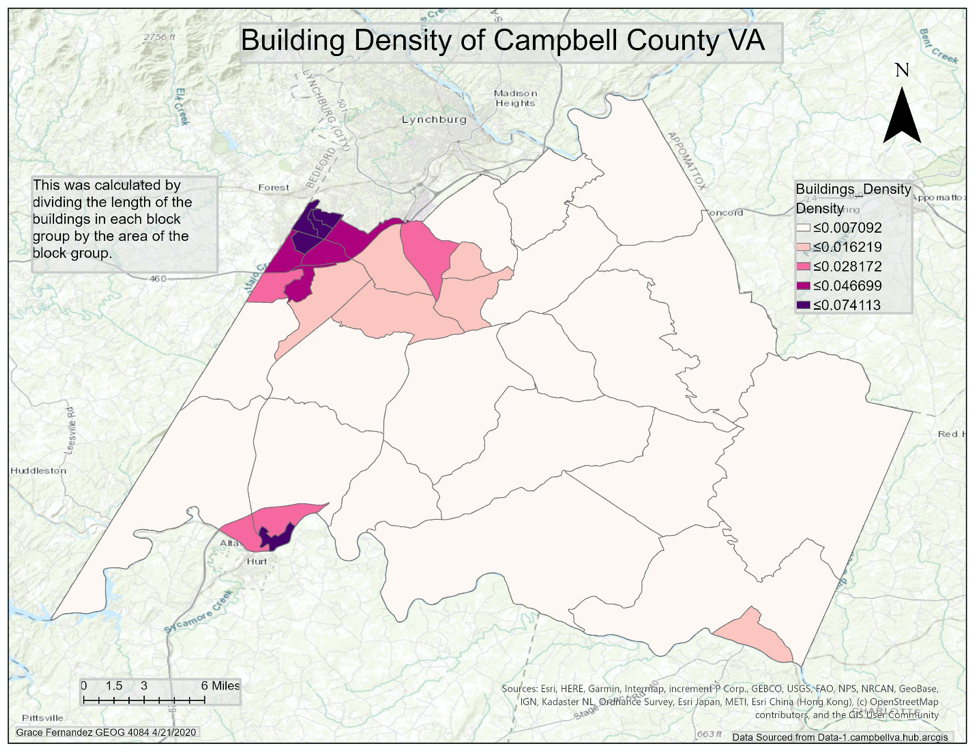 2756 ft
Lynchburg
Bent Creek
Building Density of Campbell County VA
N
Elk Creek
LYNCHBURG (CITY)
501
BEDFORD
Madison
Heights
Lynchburg
APPOMATTOX
This was calculated by
dividing the length of the
buildings in each block
group by the area of the
block group.
Forest
Buildings_Density
Density
Appomattox
oncord
≤0.007092
≤0.016219
≤0.028172
≤0.046699
≤0.074113
460
Leesville Rd
Red H
Huddleston
Alta
Hurt
Sycamore Creek
0 1.5 3 6 Miles
Sources: Esri, HERE, Garmin, Intermap, increment P Corp., GEBCO, USGS, FAO, NPS, NRCAN, GeoBase,
IGN, Kadaster NL, Ordnance Survey, Esri Japan, METI, Esri China (Hong Kong), (c) OpenStreetMap
contributors, and the GIS User Community
Pittsville
Grace Fernandez GEOG 4084 4/21/2020
663 ft
CHARLOTTE
Data Sourced from Data-1.campbellva.hub.arcgis